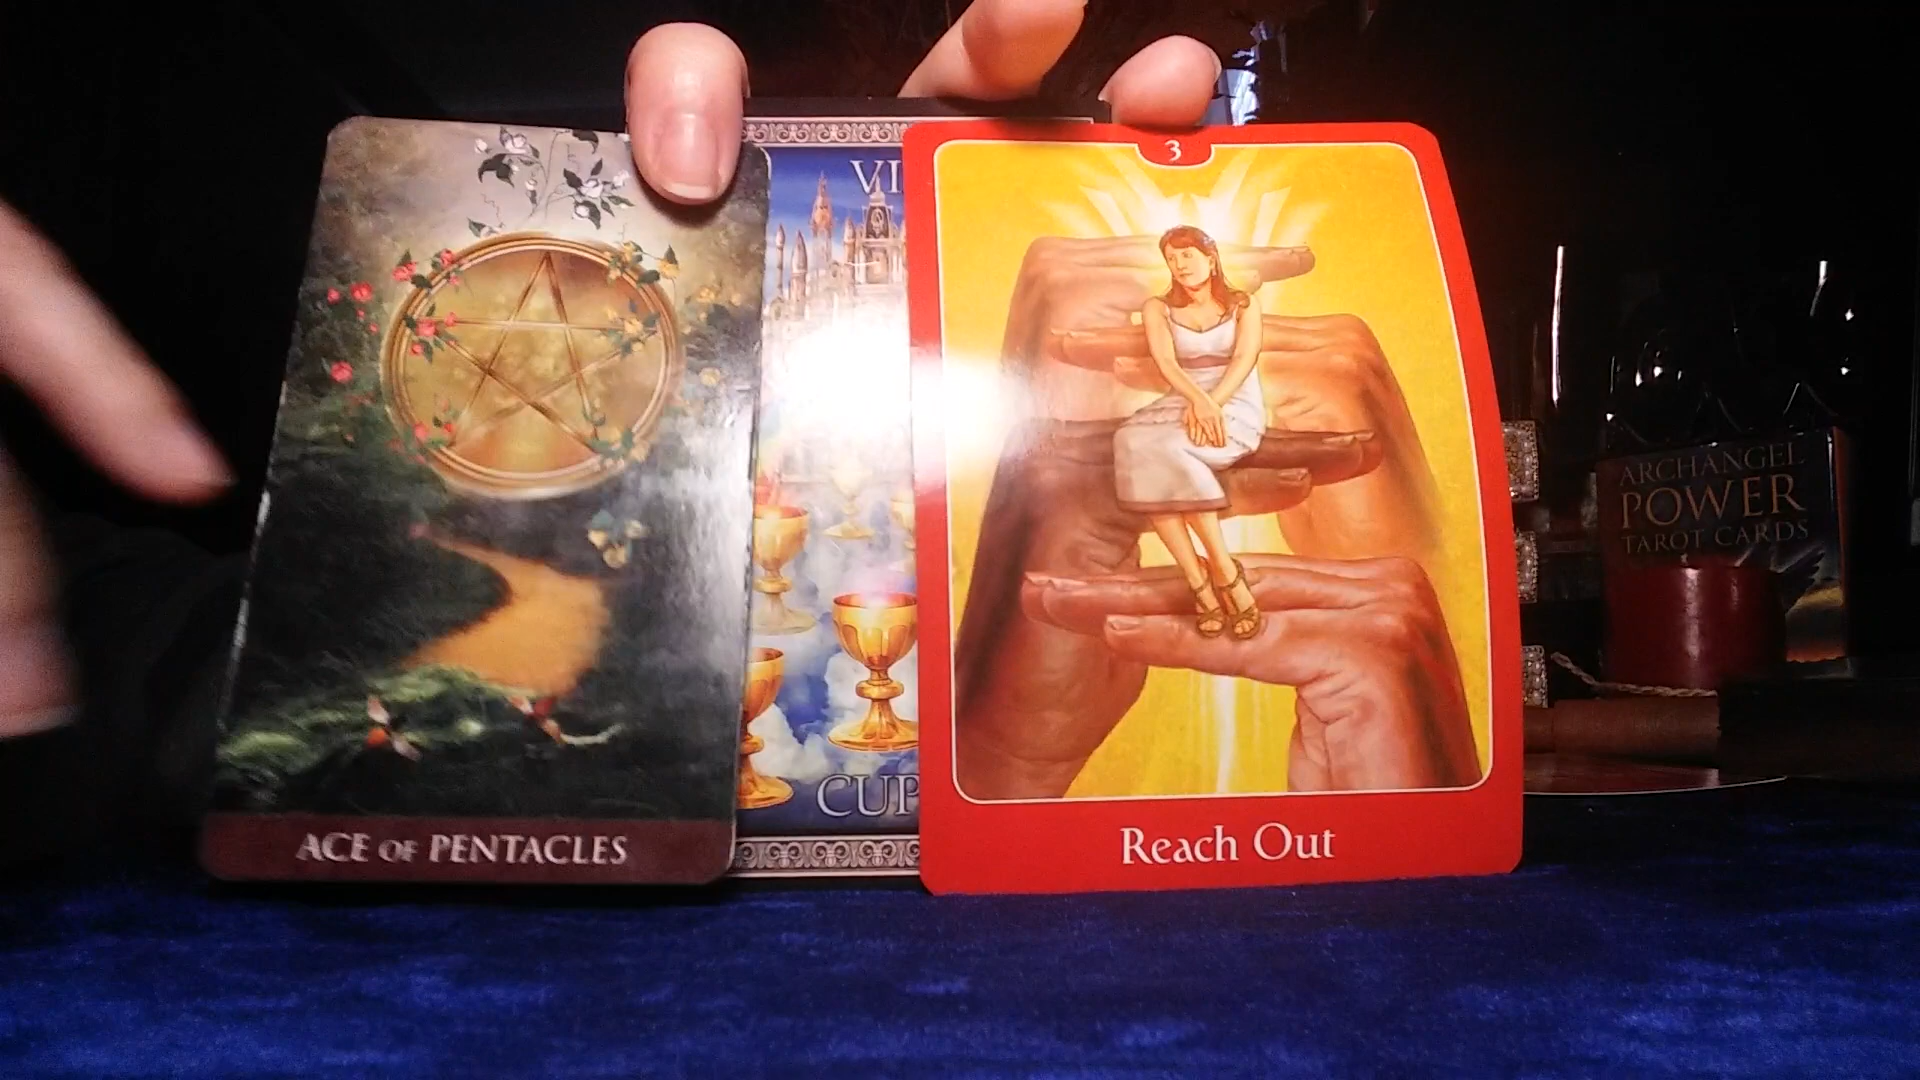 VI
CUP
3
Reach Out
ACE OF PENTACLES
ARCHANGEL
POWER
TAROT CARDS